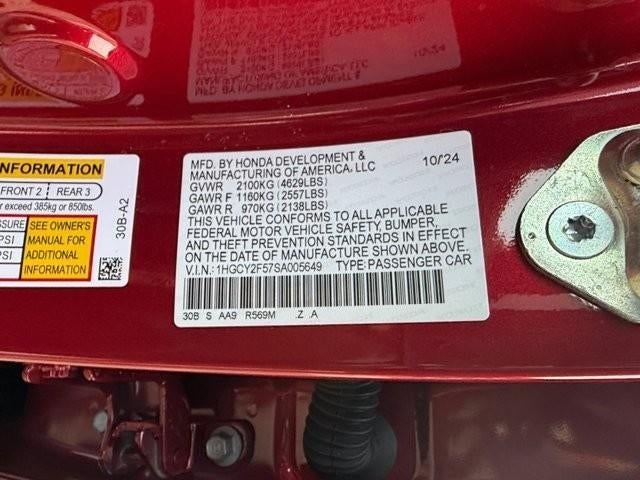 INFORMATION
FRONT 2 REAR 3
r exceed 385kg or 850lbs.
SEE OWNER'S
PSI MANUAL FOR
ADDITIONAL
PSI INFORMATION
30B-A2
MFD. BY HONDA DEVELOPMENT & 10/24
MANUFACTURING OF AMERICA, LLC
GVWR 2100KG (4629LBS)
GAWR F 1160KG (2557LBS)
GAWR R 970KG (2138LBS)
THIS VEHICLE CONFORMS TO ALL APPLICABLE
FEDERAL MOTOR VEHICLE SAFETY, BUMPER,
AND THEFT PREVENTION STANDARDS IN EFFECT
ON THE DATE OF MANUFACTURE SHOWN ABOVE.
V.I.N.: 1HGCY2F57SA005649 TYPE:PASSENGER CAR
30B S AA9 R569M .Z .A